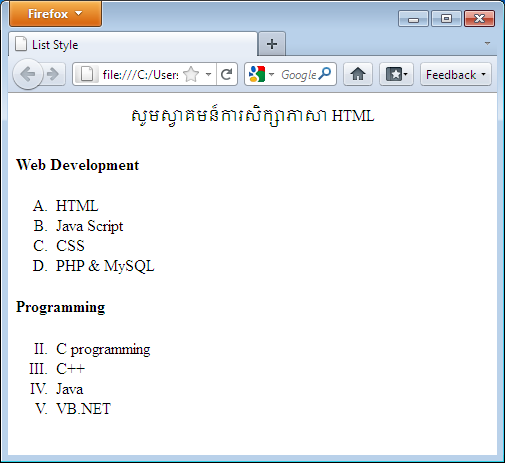 Firefox
List Style
file:///C:/Users
Google
Feedback
សូមស្វាគមន៍ការសិក្សាភាសា HTML
Web Development
A. HTML
B. Java Script
C. CSS
D. PHP & MySQL
Programming
II. C programming
III. C++
IV. Java
V. VB.NET